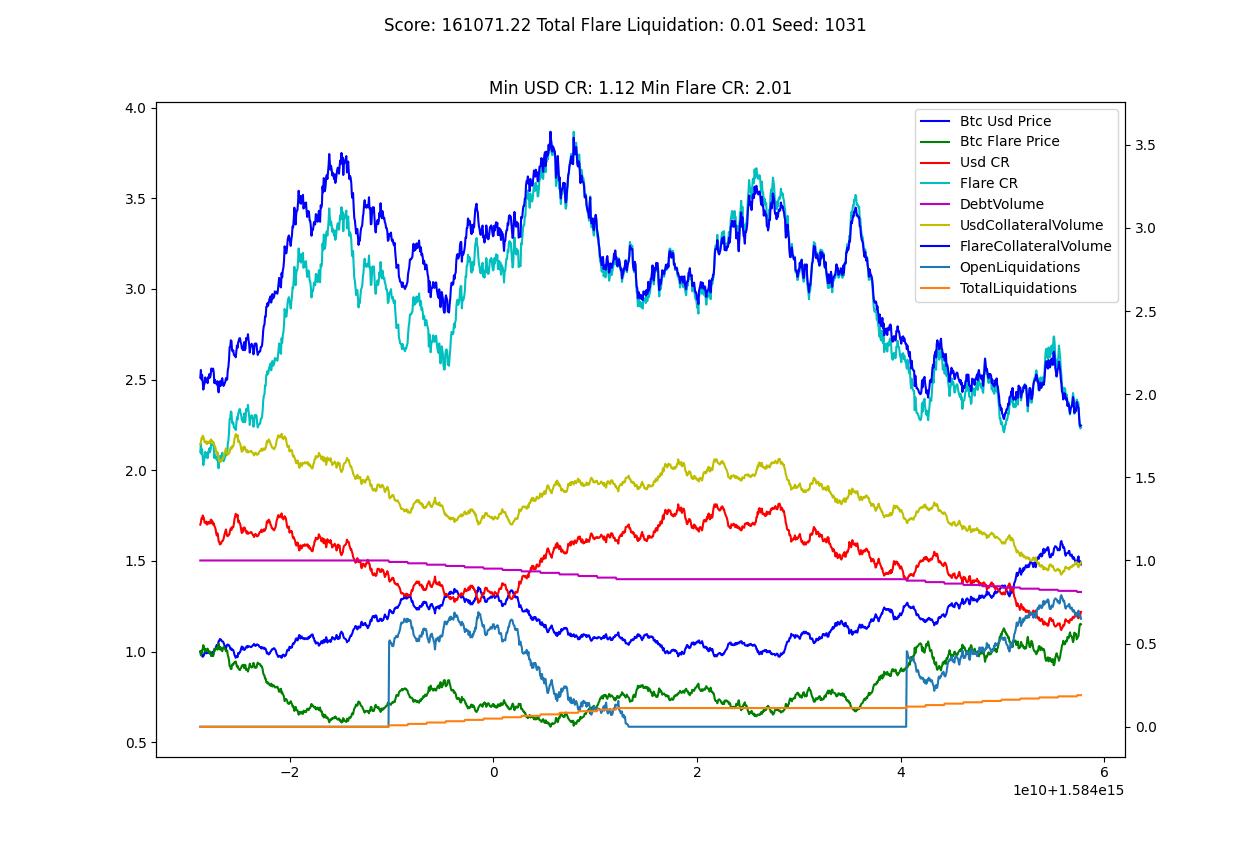 Score: 161071.22 Total Flare Liquidation: 0.01 Seed: 1031
Min USD CR: 1.12 Min Flare CR: 2.01
4.0
3.5
3.0
2.5
2.0
1.5
1.0
0.5
Btc Usd Price
Btc Flare Price
Usd CR
Flare CR
DebtVolume
UsdCollateralVolume
FlareCollateralVolume
OpenLiquidations
TotalLiquidations
3.5
3.0
2.5
2.0
1.5
1.0
0.5
0.0
−2
0
2
4
6
1e10+1.584e15